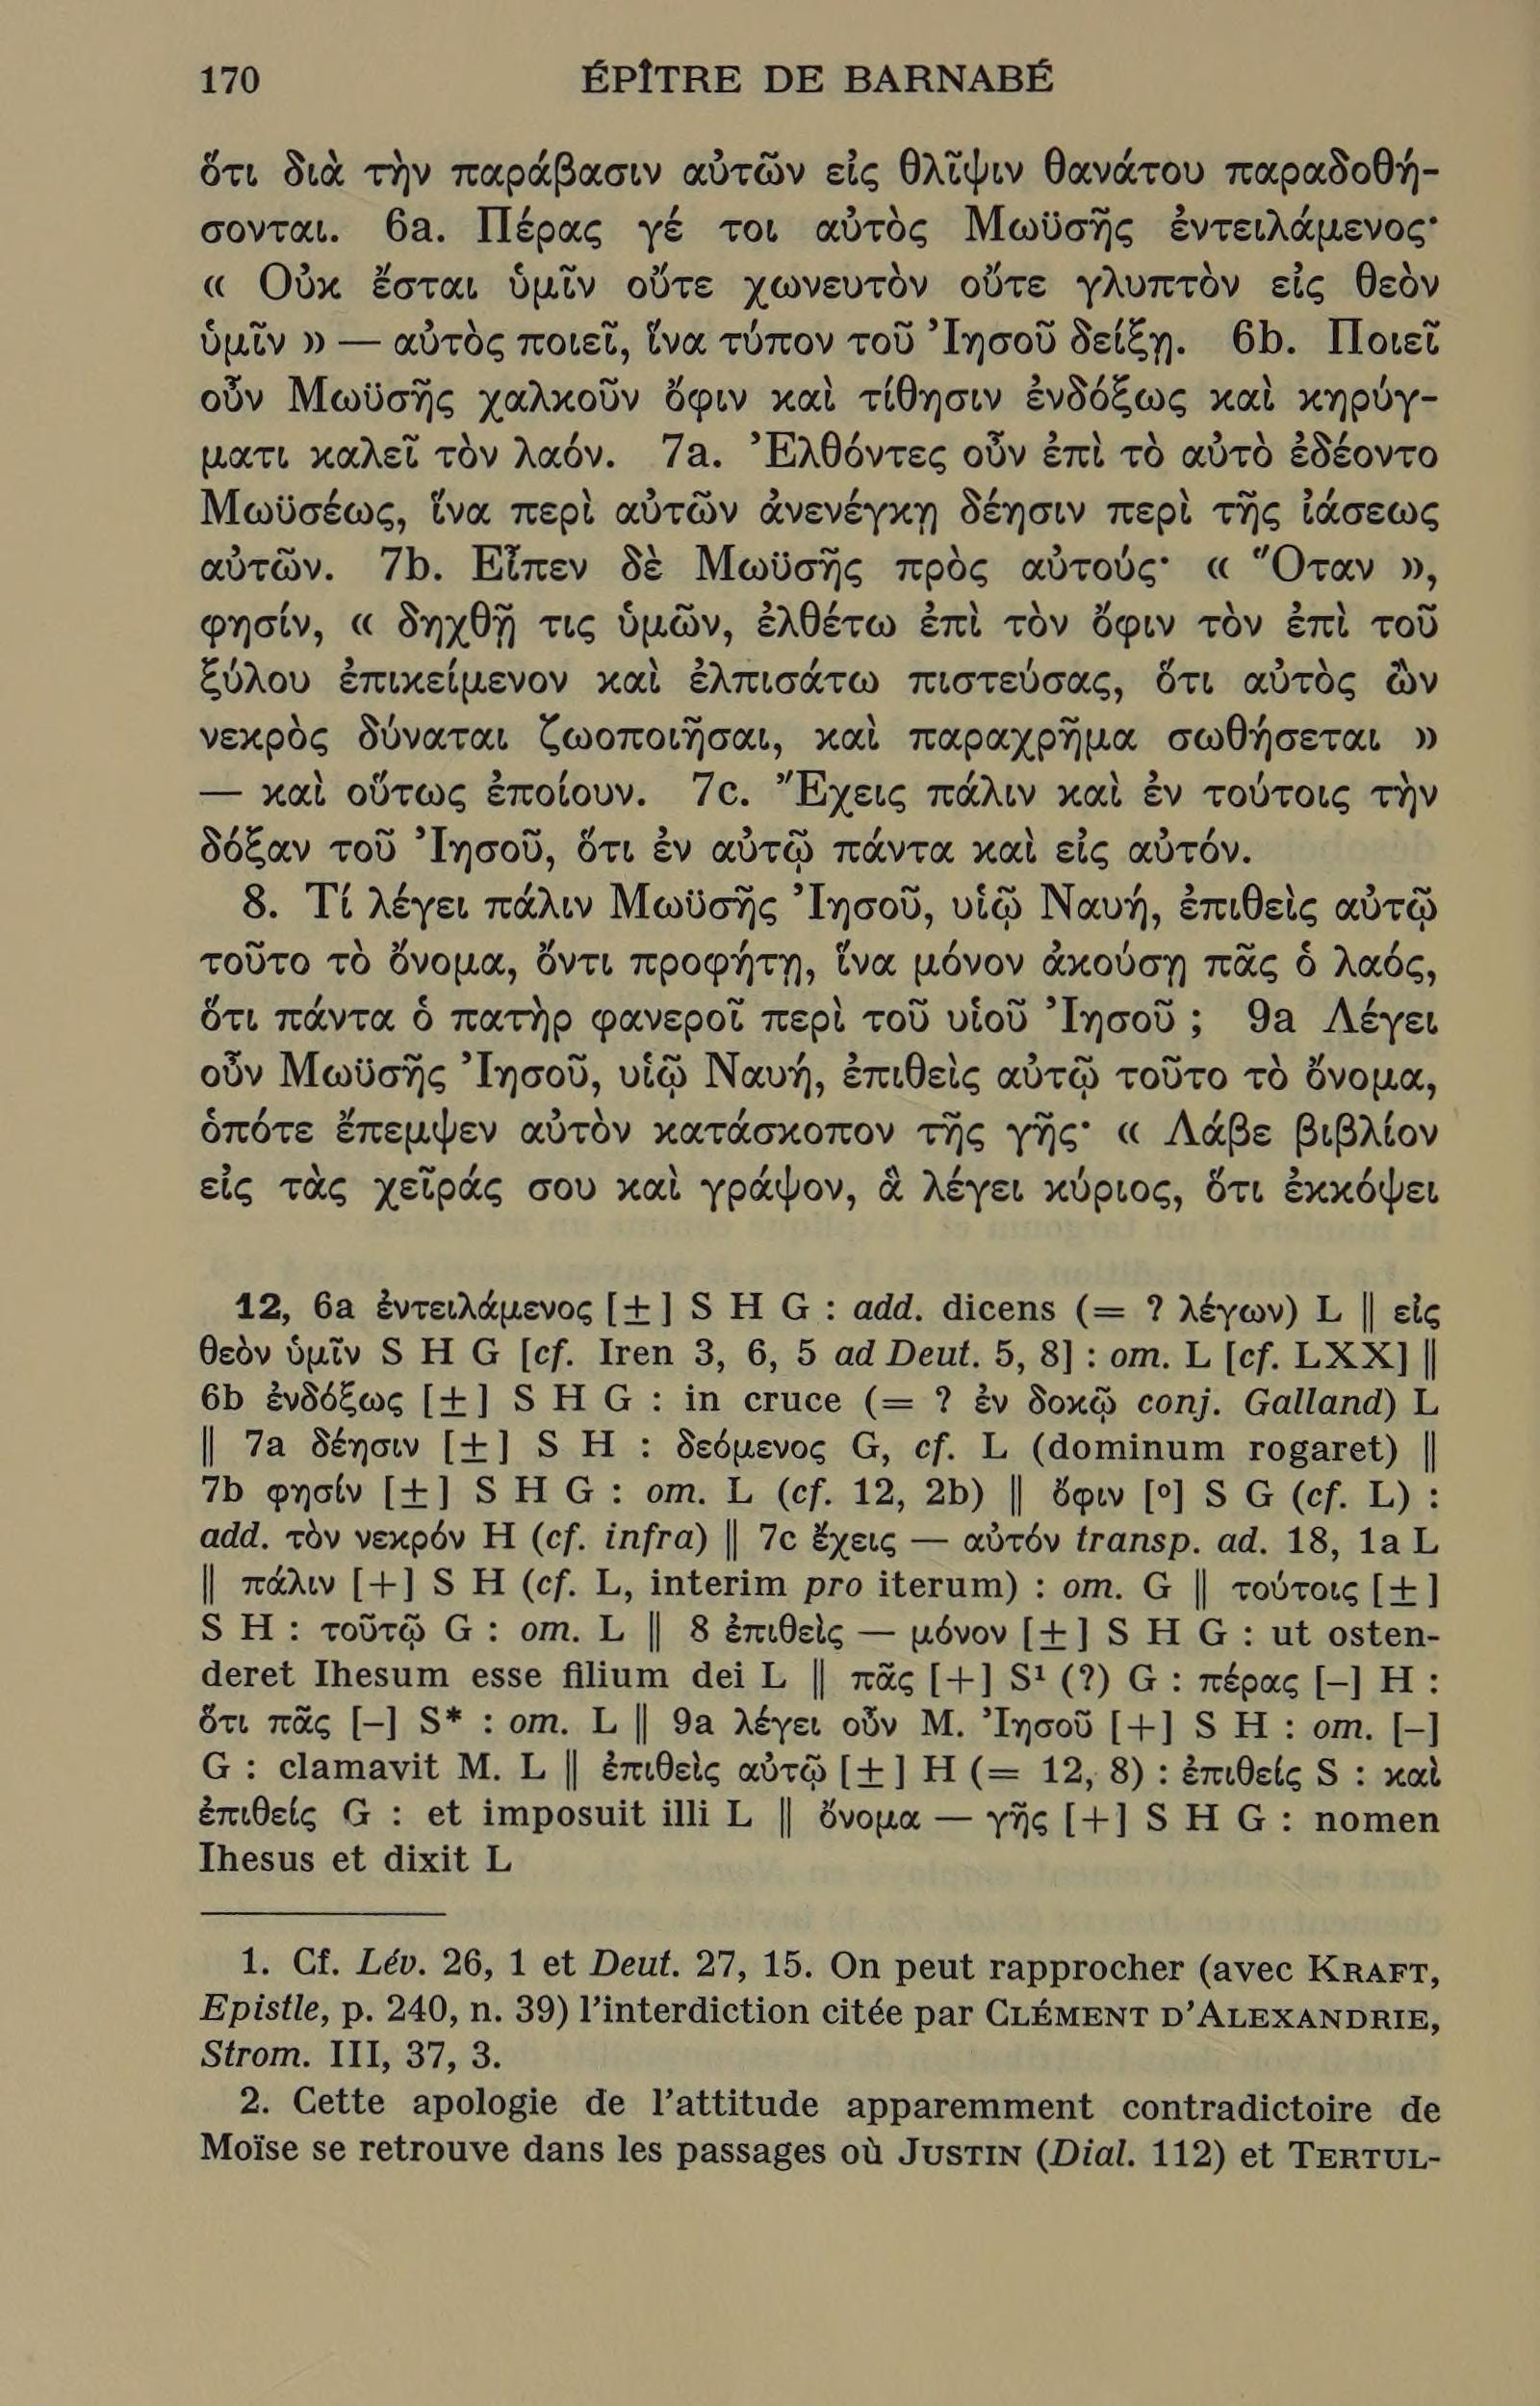 170 ÉPÎTRE DE BARNABÉ
ὅτι διὰ τὴν παράβασιν αὐτῶν εἰς θλῖψιν θανάτου παραδοθή-
σονται. 6a. Πέρας γέ τοι αὐτὸς Μωϋσῆς ἐντειλάμενος·
« Οὐκ ἔσται ὑμῖν οὔτε χωνευτὸν οὔτε γλυπτὸν εἰς θεὸν
ὑμῖν » — αὐτὸς ποιεῖ, ἵνα τύπον τοῦ Ἰησοῦ δείξῃ. 6b. Ποιεῖ
οὖν Μωϋσῆς χαλκοῦν ὄφιν καὶ τίθησιν ἐνδόξως καὶ κηρύγ-
ματι καλεῖ τὸν λαόν. 7a. Ἐλθόντες οὖν ἐπὶ τὸ αὐτὸ ἐδέοντο
Μωϋσέως, ἵνα περὶ αὐτῶν ἀνενέγκῃ δέησιν περὶ τῆς ἰάσεως
αὐτῶν. 7b. Εἶπεν δὲ Μωϋσῆς πρὸς αὐτούς· « Ὅταν »,
φησίν, « δηχθῇ τις ὑμῶν, ἐλθέτω ἐπὶ τὸν ὄφιν τὸν ἐπὶ τοῦ
ξύλου ἐπικείμενον καὶ ἐλπισάτω πιστεύσας, ὅτι αὐτὸς ὢν
νεκρὸς δύναται ζωοποιῆσαι, καὶ παραχρῆμα σωθήσεται »
— καὶ οὕτως ἐποίουν. 7c. Ἔχεις πάλιν καὶ ἐν τούτοις τὴν
δόξαν τοῦ Ἰησοῦ, ὅτι ἐν αὐτῷ πάντα καὶ εἰς αὐτόν.
8. Τί λέγει πάλιν Μωϋσῆς Ἰησοῦ, υἱῷ Ναυή, ἐπιθεὶς αὐτῷ
τοῦτο τὸ ὄνομα, ὄντι προφήτῃ, ἵνα μόνον ἀκούσῃ πᾶς ὁ λαός,
ὅτι πάντα ὁ πατὴρ φανεροῖ περὶ τοῦ υἱοῦ Ἰησοῦ ; 9a Λέγει
οὖν Μωϋσῆς Ἰησοῦ, υἱῷ Ναυή, ἐπιθεὶς αὐτῷ τοῦτο τὸ ὄνομα,
ὁπότε ἔπεμψεν αὐτὸν κατάσκοπον τῆς γῆς· « Λάβε βιβλίον
εἰς τὰς χεῖράς σου καὶ γράψον, ἃ λέγει κύριος, ὅτι ἐκκόψει
12, 6a ἐντειλάμενος [±] S H G : add. dicens (= ? λέγων) L || εἰς
θεὸν ὑμῖν S H G [cf. Iren 3, 6, 5 ad Deut. 5, 8] : om. L [cf. LXX] ||
6b ἐνδόξως [±] S H G : in cruce (= ? ἐν δοκῷ conj. Galland) L
|| 7a δέησιν [±] S H : δεόμενος G, cf. L (dominum rogaret) ||
7b φησίν [±] S H G : om. L (cf. 12, 2b) || ὄφιν [°] S G (cf. L) :
add. τὸν νεκρόν H (cf. infra) || 7c ἔχεις — αὐτόν transp. ad. 18, 1a L
|| πάλιν [+] S H (cf. L, interim pro iterum) : om. G || τούτοις [±]
S H : τοῦτῷ G : om. L || 8 ἐπιθεὶς — μόνον [±] S H G : ut osten-
deret Ihesum esse filium dei L || πᾶς [+] S¹ (?) G : πέρας [–] H :
ὅτι πᾶς [–] S* : om. L || 9a λέγει οὖν M. Ἰησοῦ [+] S H : om. [–]
G : clamavit M. L || ἐπιθεὶς αὐτῷ [±] H (= 12, 8) : ἐπιθείς S : καὶ
ἐπιθείς G : et imposuit illi L || ὄνομα — γῆς [+] S H G : nomen
Ihesus et dixit L
1. Cf. Lév. 26, 1 et Deut. 27, 15. On peut rapprocher (avec KRAFT,
Epistle, p. 240, n. 39) l'interdiction citée par CLÉMENT D'ALEXANDRIE,
Strom. III, 37, 3.
2. Cette apologie de l'attitude apparemment contradictoire de
Moïse se retrouve dans les passages où JUSTIN (Dial. 112) et TERTUL-